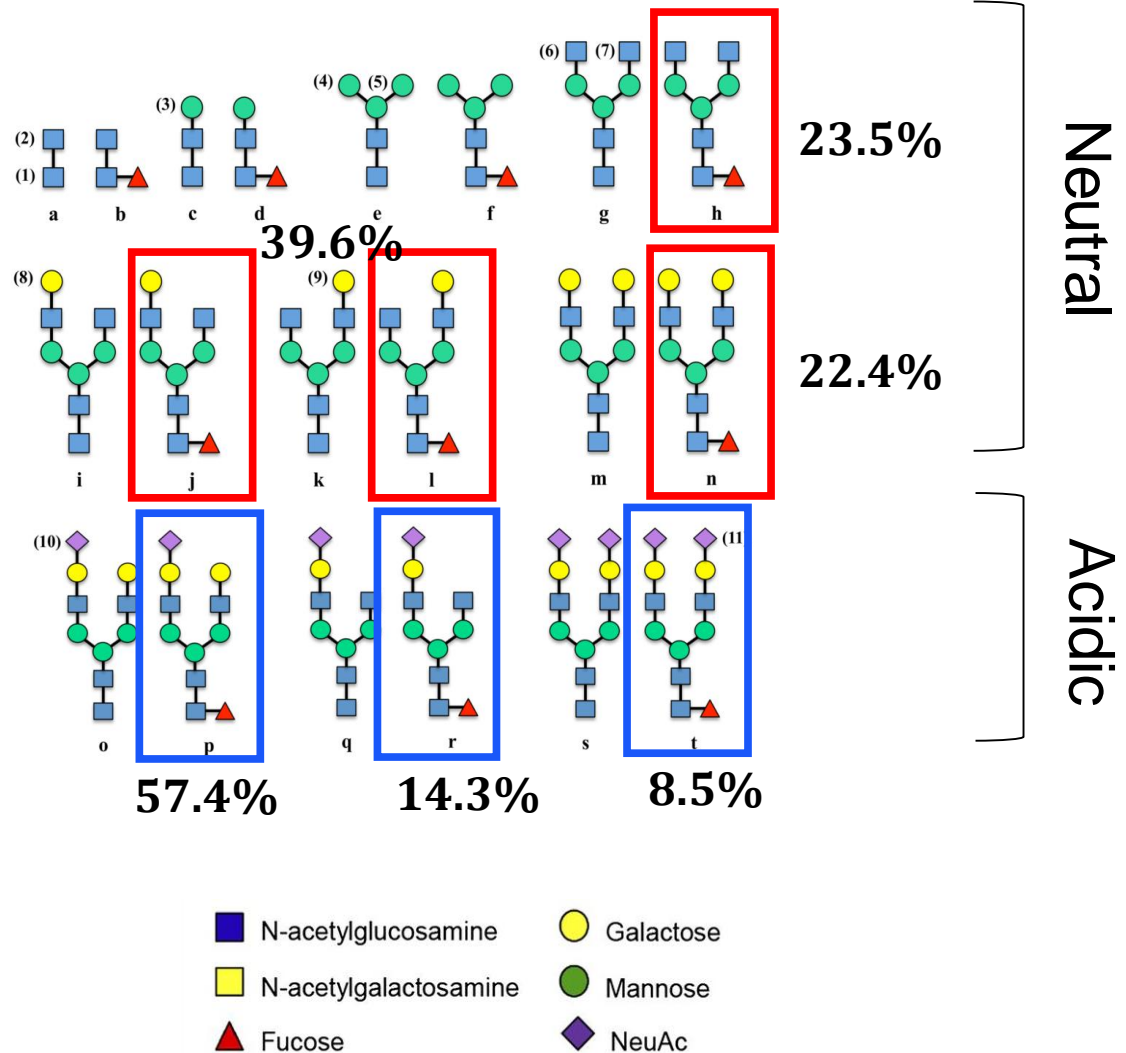 (6) (7)
(4) (5)
(3)
(2)
(1)
23.5%
a b c d e f g h
39.6%
(8) (9)
22.4%
i j k l m n
Neutral
(10) (11)
o p q r s t
57.4% 14.3% 8.5%
Acidic
N-acetylglucosamine Galactose
N-acetylgalactosamine Mannose
Fucose NeuAc